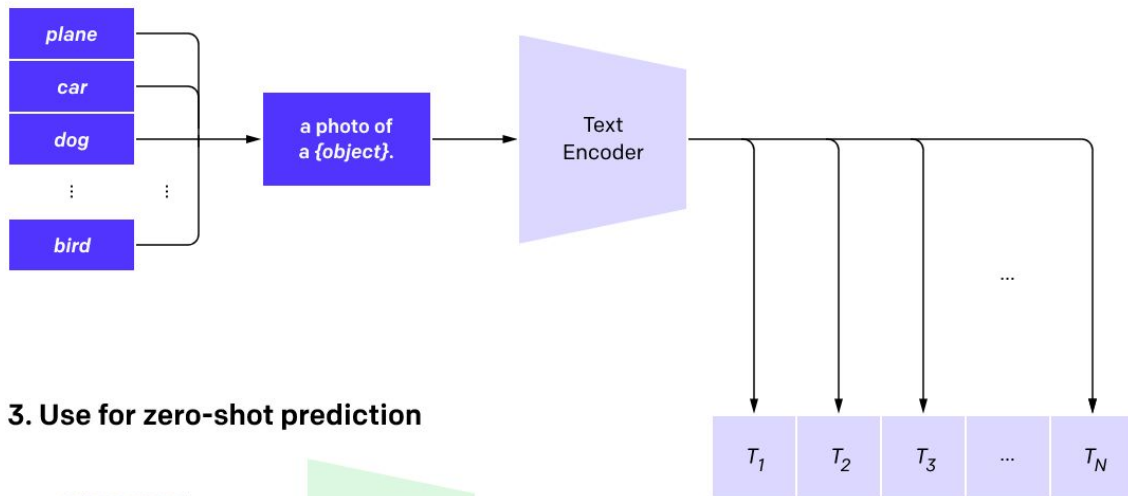 plane
car
dog
⋮ ⋮
bird
a photo of
a {object}.
Text
Encoder
...
3. Use for zero-shot prediction
T1 T2 T3 ... TN